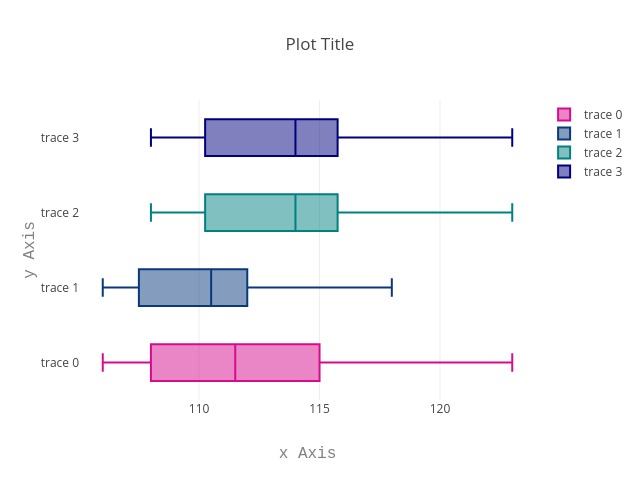 Plot Title
trace 3
trace 2
trace 1
trace 0
y Axis
110 115 120
x Axis
trace 0
trace 1
trace 2
trace 3